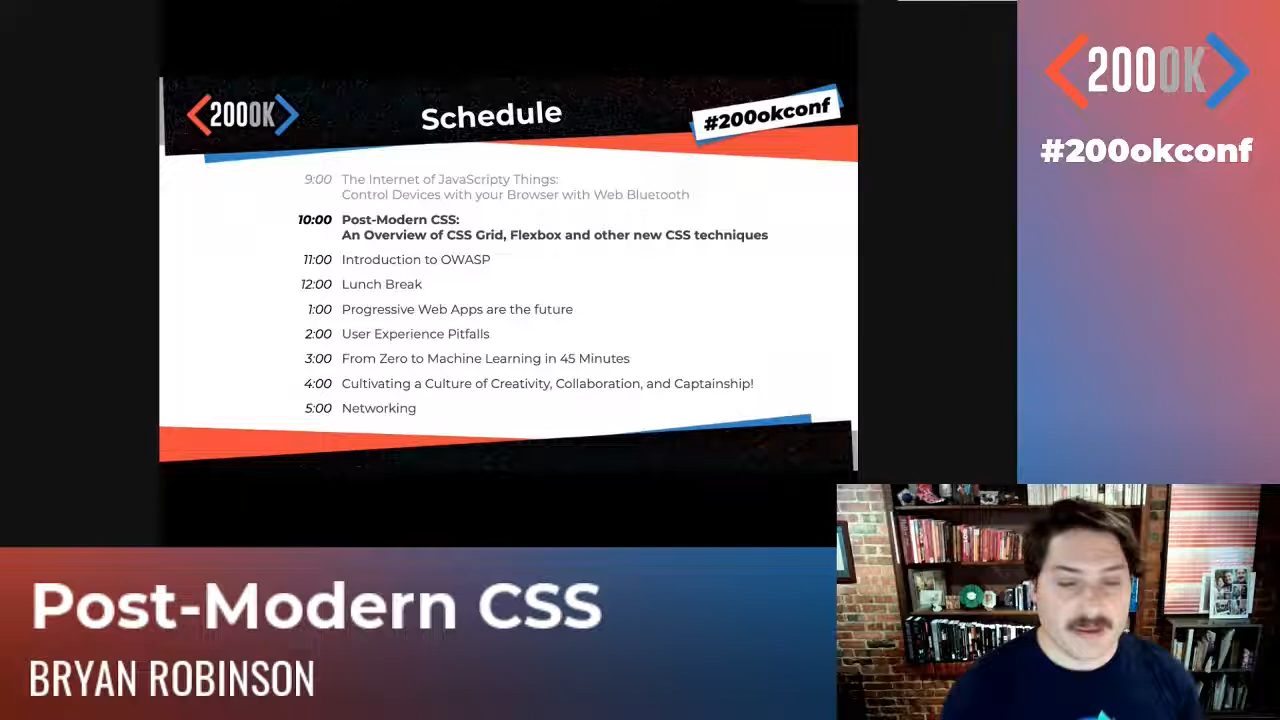 200OK
Schedule
#200okconf
9:00 The Internet of JavaScripty Things:
Control Devices with your Browser with Web Bluetooth
10:00 Post-Modern CSS:
An Overview of CSS Grid, Flexbox and other new CSS techniques
11:00 Introduction to OWASP
12:00 Lunch Break
1:00 Progressive Web Apps are the future
2:00 User Experience Pitfalls
3:00 From Zero to Machine Learning in 45 Minutes
4:00 Cultivating a Culture of Creativity, Collaboration, and Captainship!
5:00 Networking
200OK
#200okconf
Post-Modern CSS
BRYAN ROBINSON